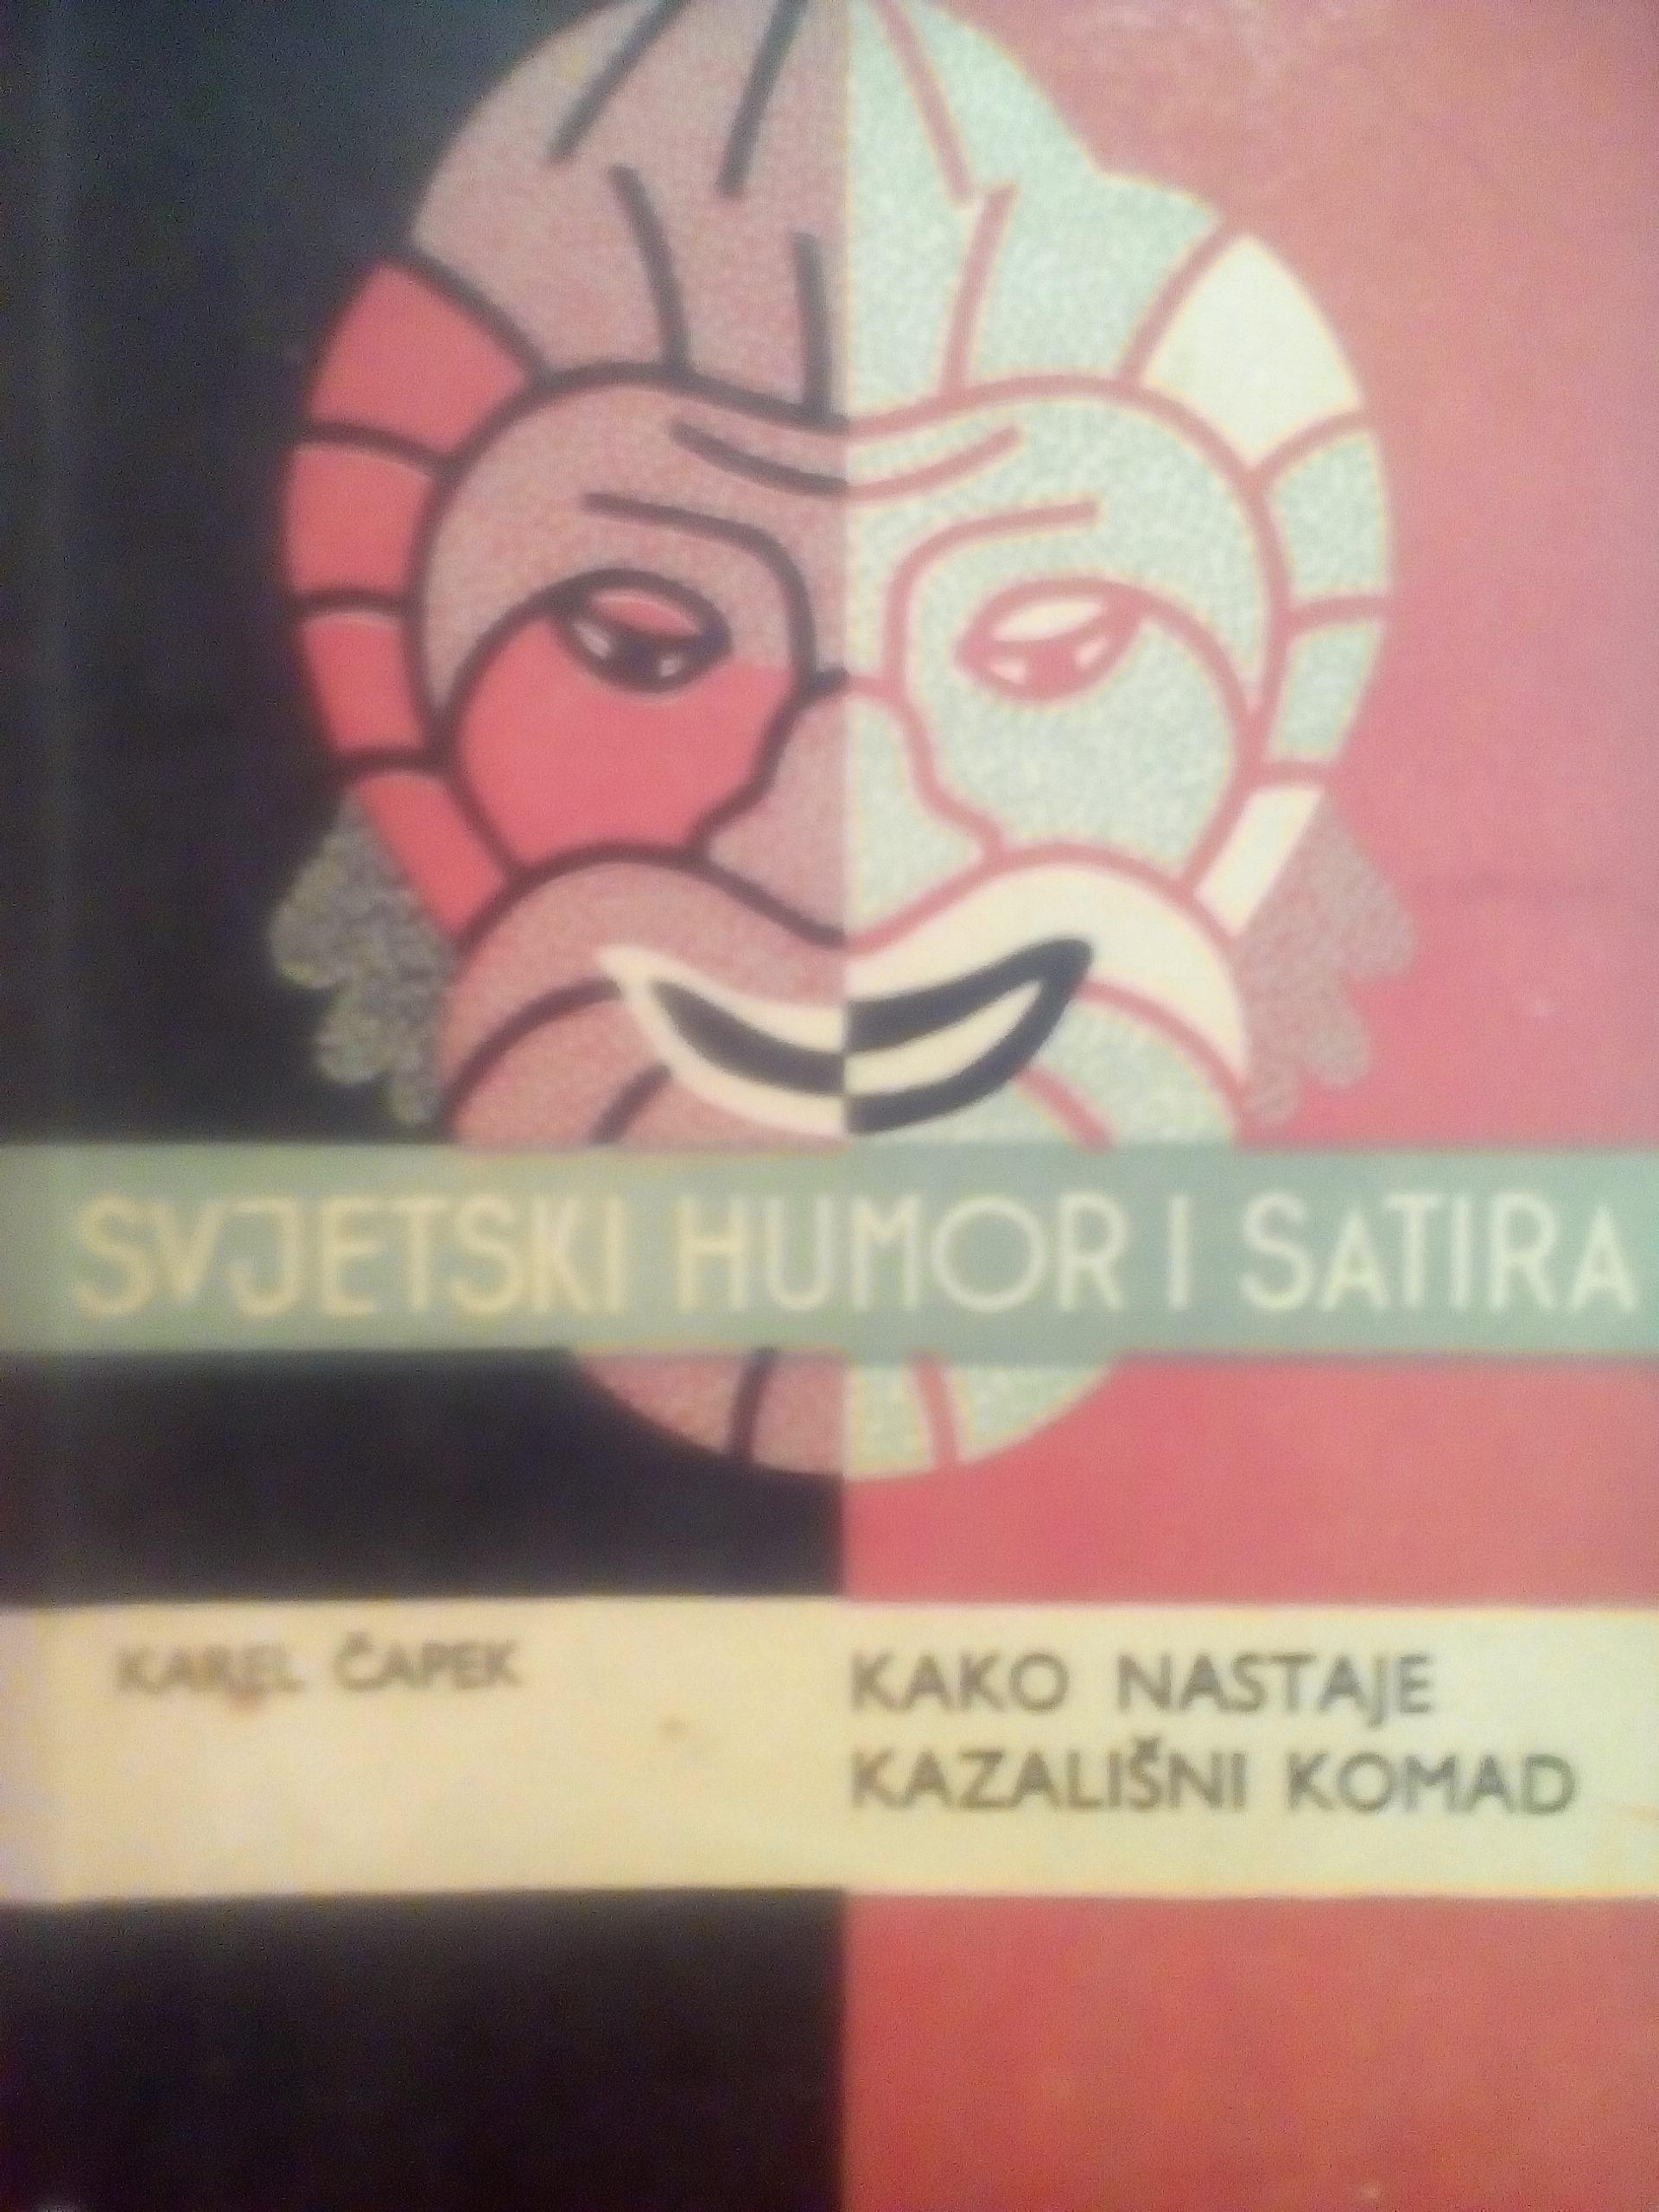 SVJETSKI HUMOR I SATIRA
KAREL ČAPEK
KAKO NASTAJE
KAZALIŠNI KOMAD